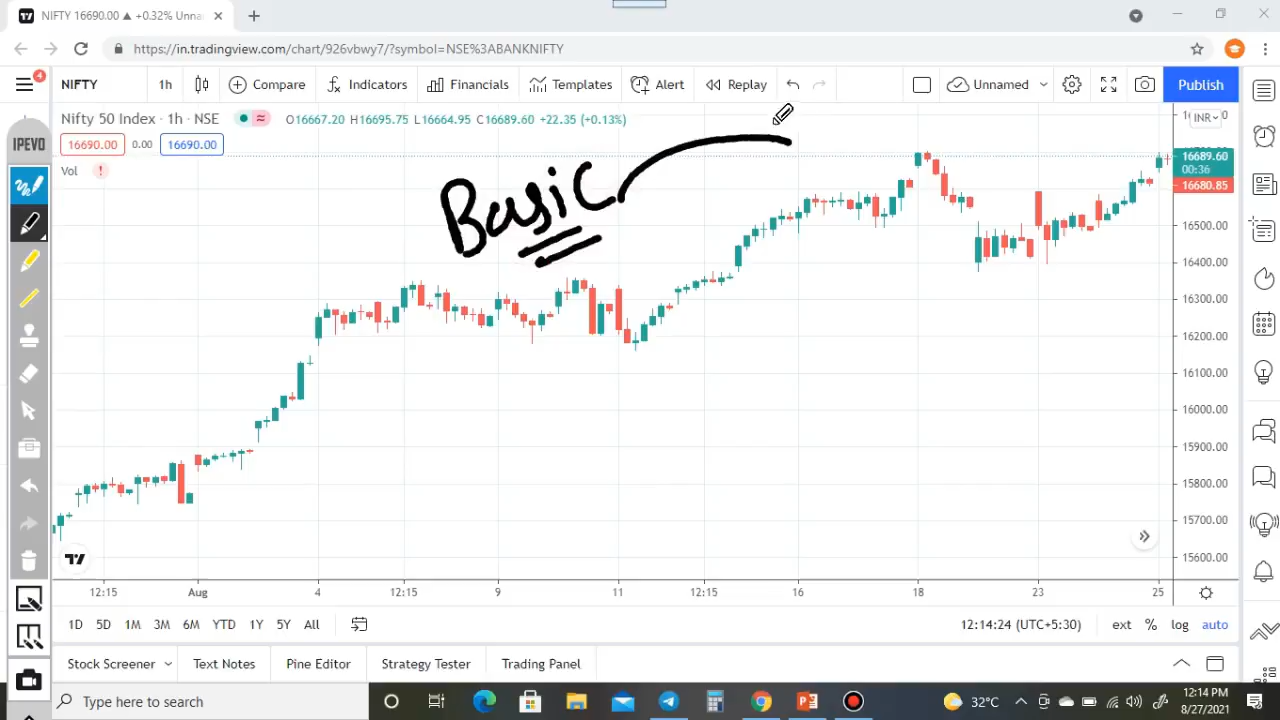 NIFTY 16690.00 ▲ +0.32% Unna
https://in.tradingview.com/chart/926vbwy7/?symbol=NSE%3ABANKNIFTY
4
NIFTY 1h Compare Indicators Financials Templates Alert Replay Unnamed Publish
Nifty 50 Index · 1h · NSE O16667.20 H16695.75 L16664.95 C16689.60 +22.35 (+0.13%)
INR
IPEVO
16690.00 0.00 16690.00
Vol !
Basic
16689.60
00:36
16680.85
16500.00
16400.00
16300.00
16200.00
16100.00
16000.00
15900.00
15800.00
15700.00
15600.00
12:15 Aug 4 12:15 9 11 12:15 16 18 23 25
1D 5D 1M 3M 6M YTD 1Y 5Y All 12:14:24 (UTC+5:30) ext % log auto
Stock Screener Text Notes Pine Editor Strategy Tester Trading Panel
Type here to search 32°C 12:14 PM
8/27/2021